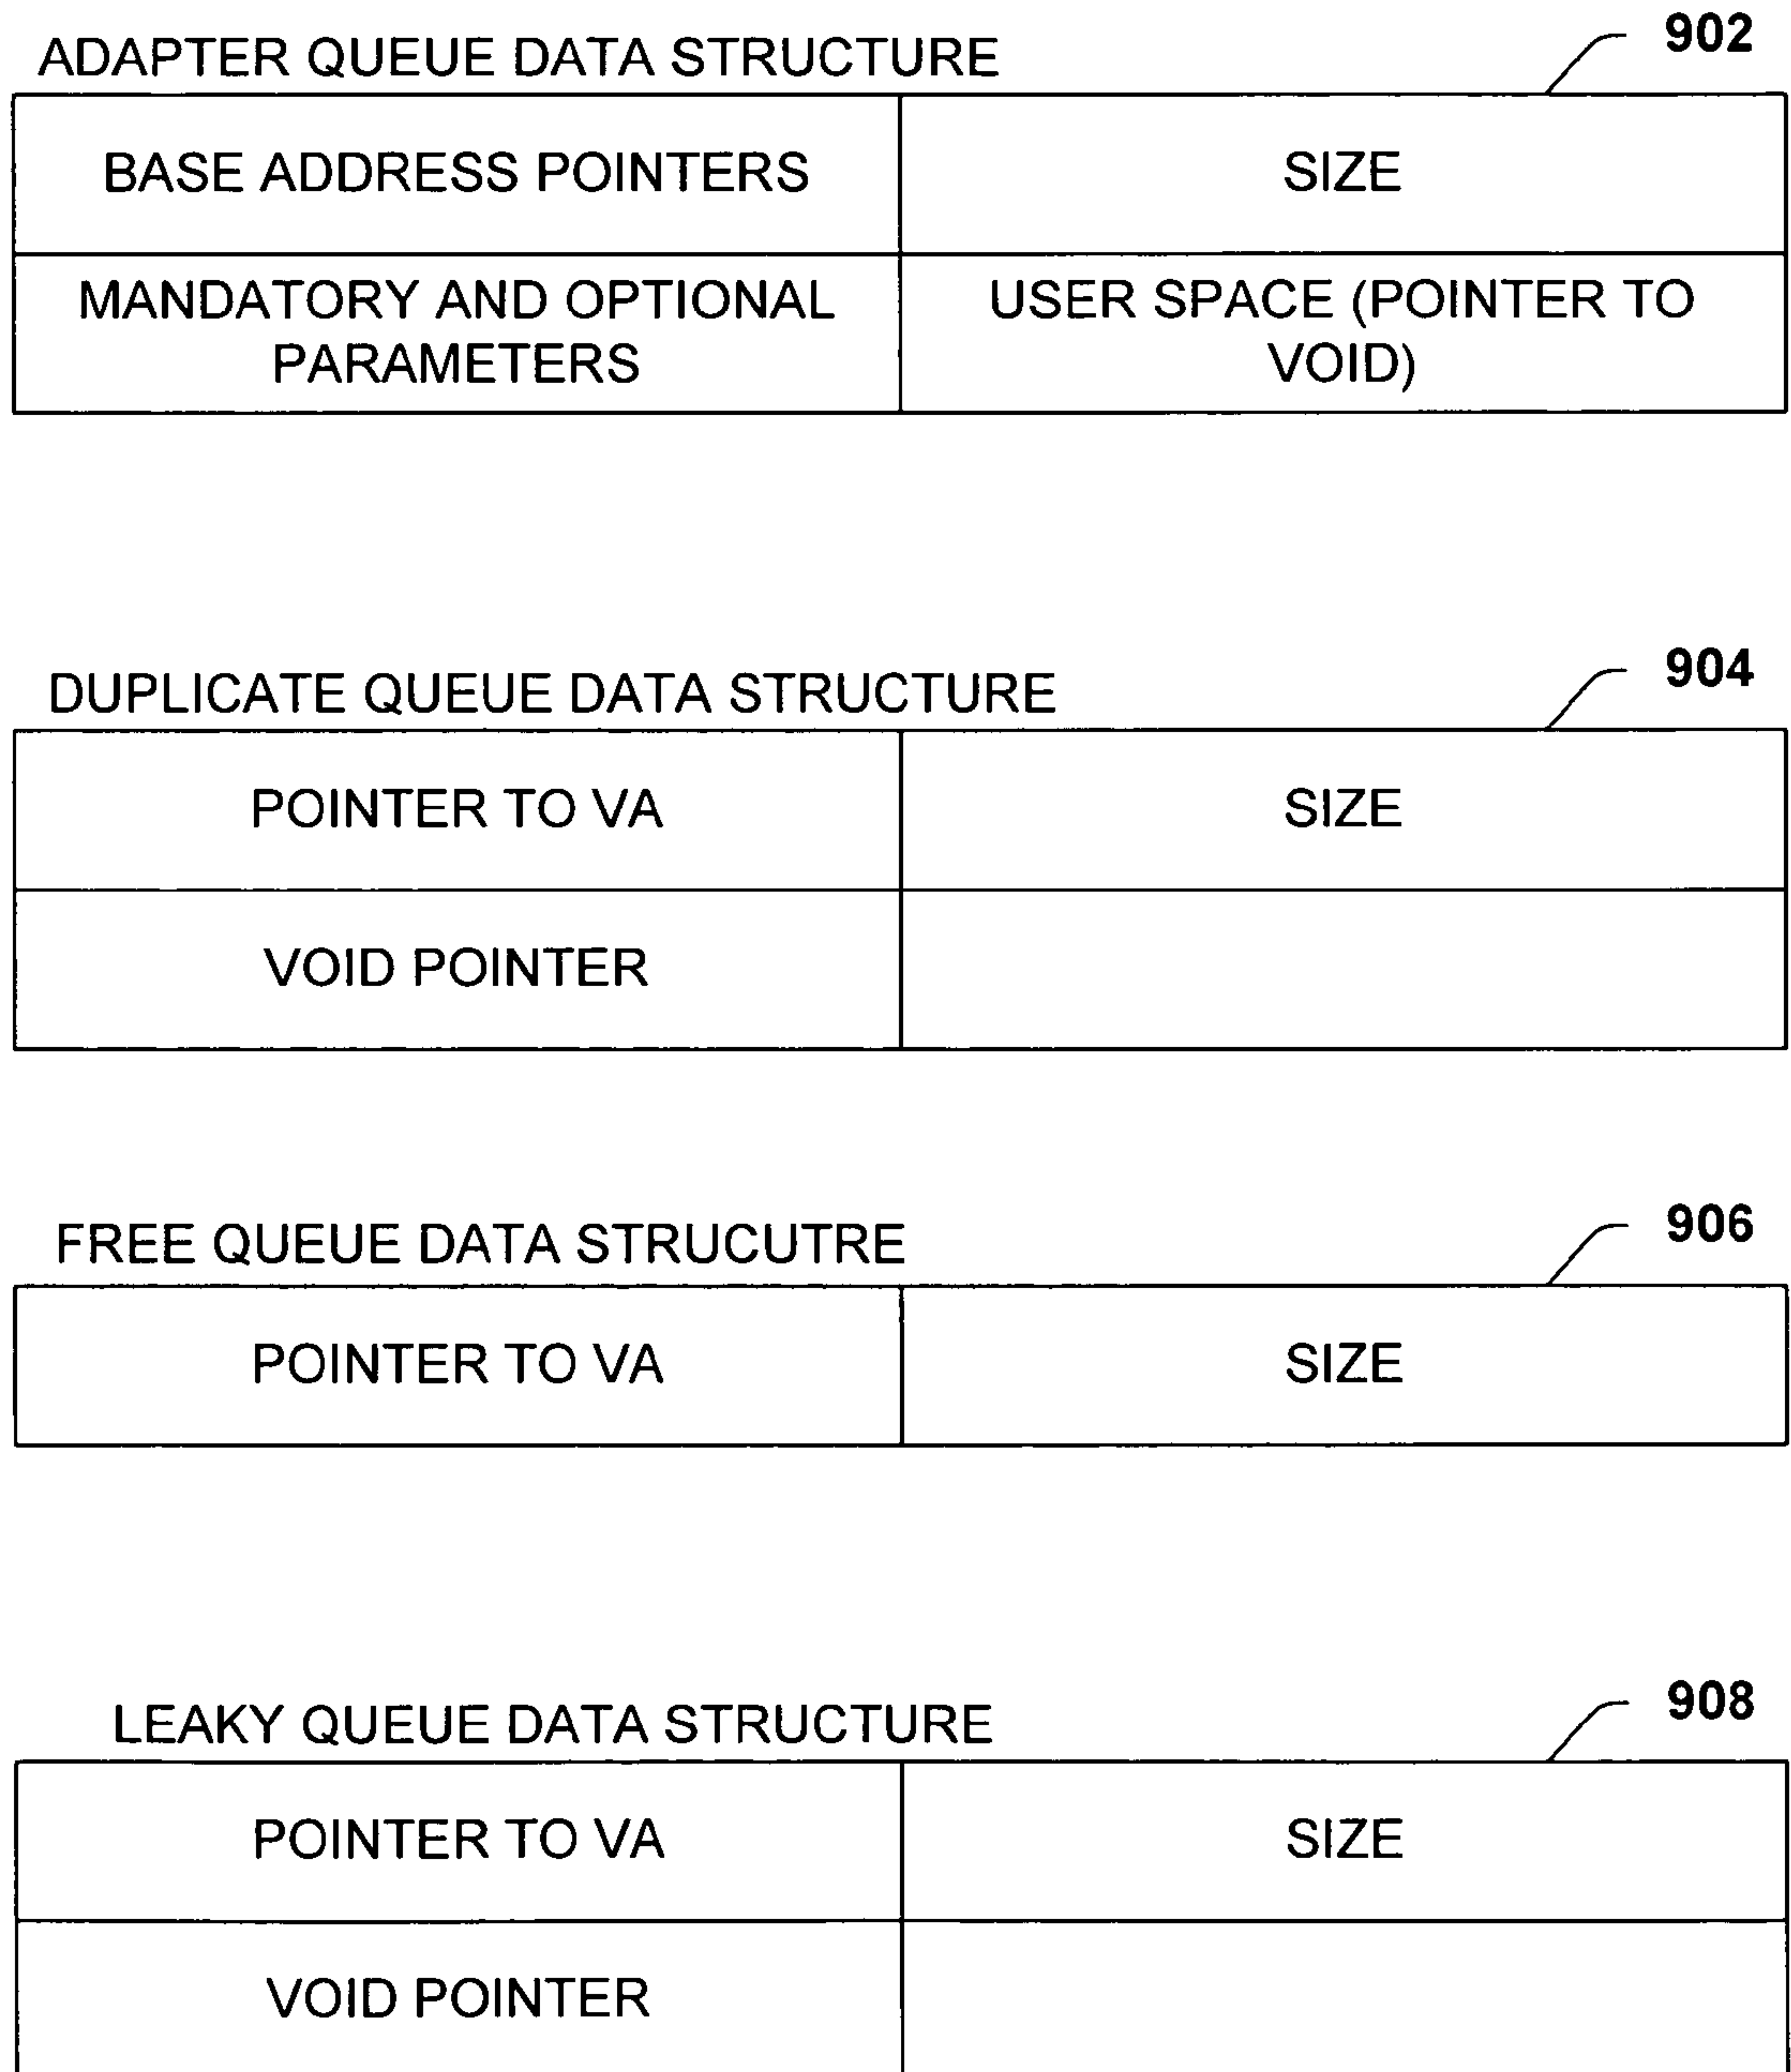 902
ADAPTER QUEUE DATA STRUCTURE
BASE ADDRESS POINTERS
SIZE
MANDATORY AND OPTIONAL
PARAMETERS
USER SPACE (POINTER TO
VOID)
904
DUPLICATE QUEUE DATA STRUCTURE
POINTER TO VA
SIZE
VOID POINTER
906
FREE QUEUE DATA STRUCUTRE
POINTER TO VA
SIZE
908
LEAKY QUEUE DATA STRUCTURE
POINTER TO VA
SIZE
VOID POINTER